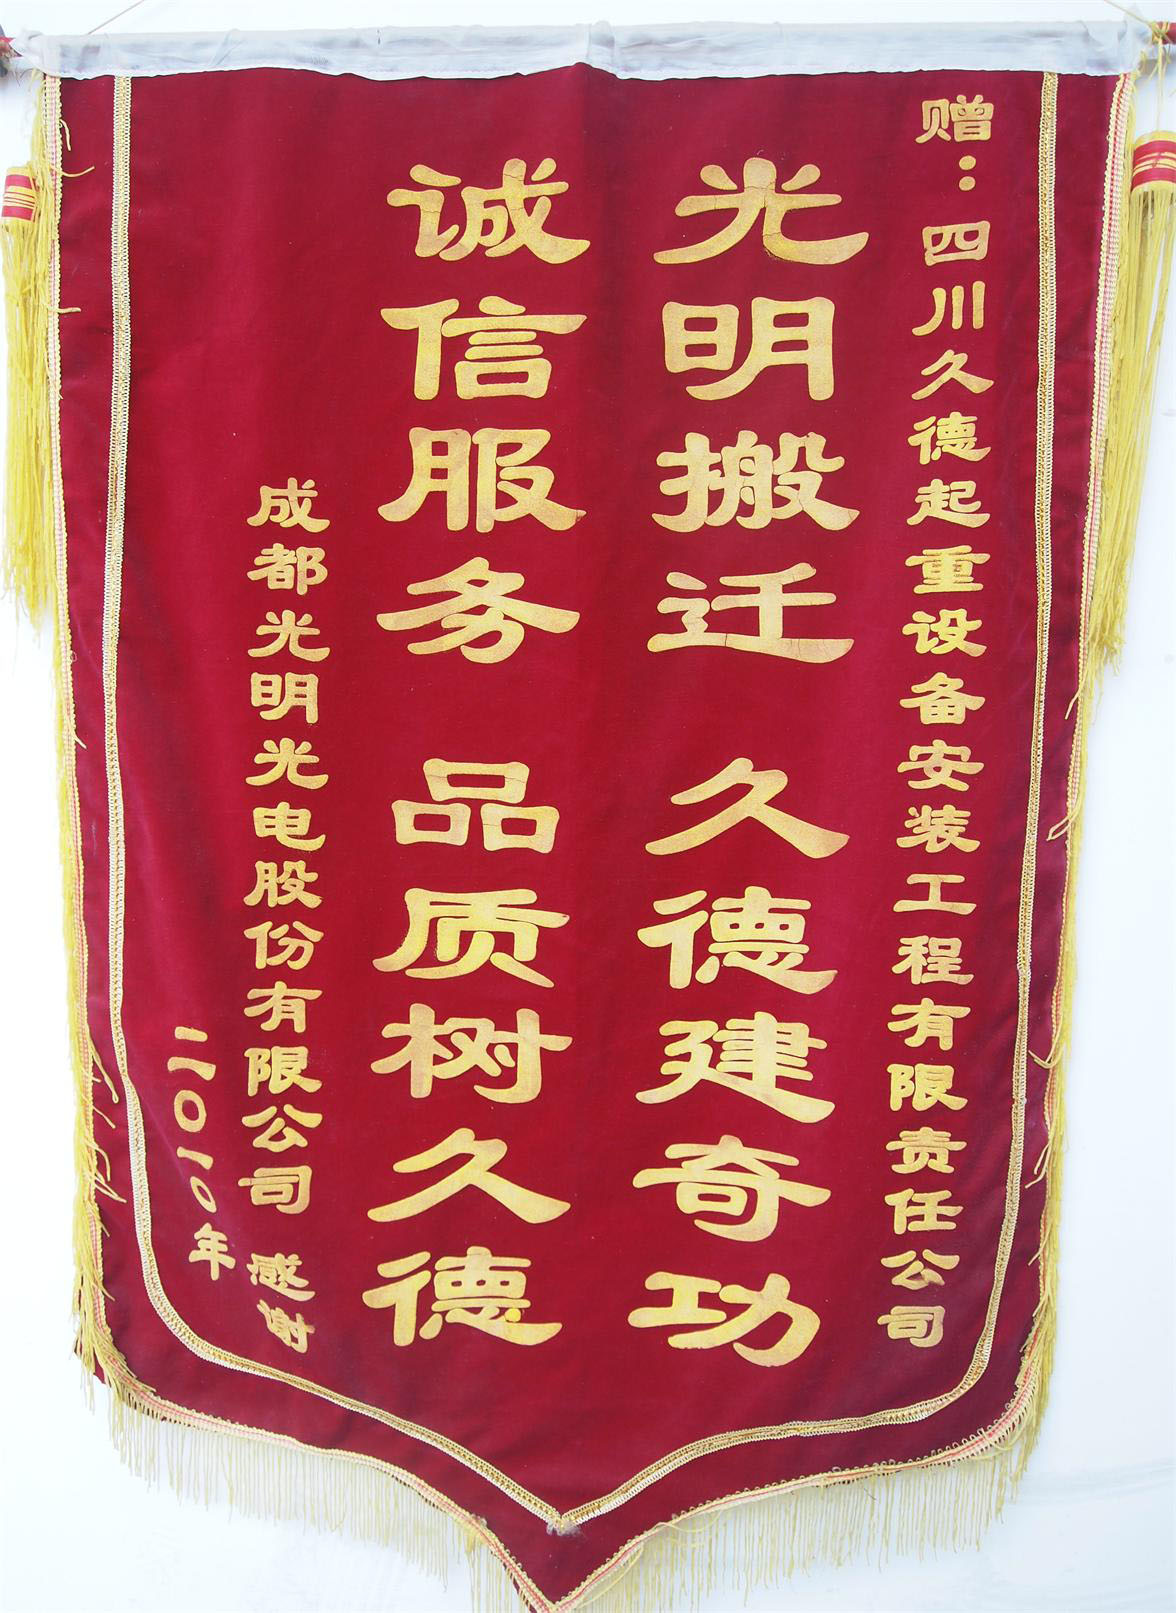 赠:四川久德起重设备安装工程有限责任公司
光明搬迁 久德建奇功
诚信服务 品质树久德
成都光明光电股份有限公司 感谢
二〇一〇年